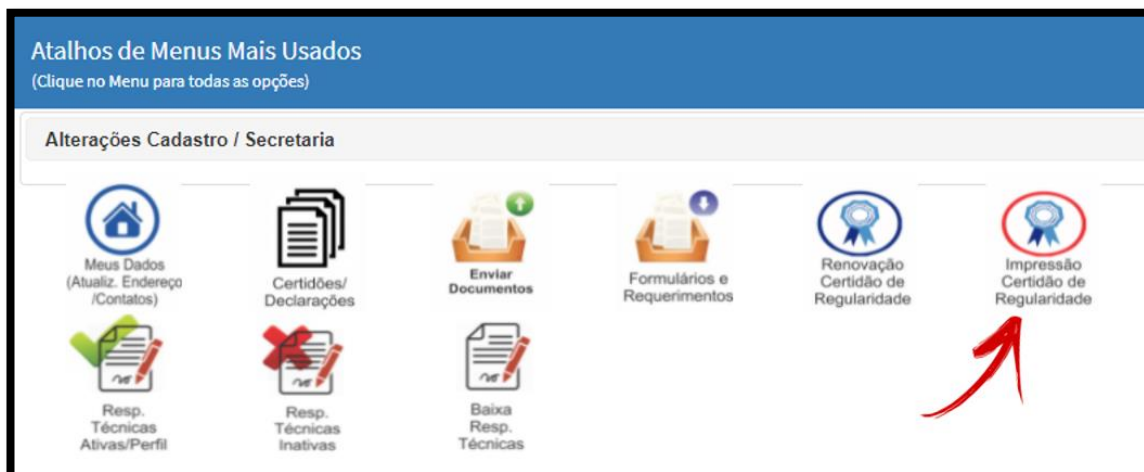 Atalhos de Menus Mais Usados
(Clique no Menu para todas as opções)
Alterações Cadastro / Secretaria
Meus Dados
(Atualiz. Endereço
/Contatos)
Certidões/
Declarações
Enviar
Documentos
Formulários e
Requerimentos
Renovação
Certidão de
Regularidade
Impressão
Certidão de
Regularidade
Resp.
Técnicas
Ativas/Perfil
Resp.
Técnicas
Inativas
Baixa
Resp.
Técnicas